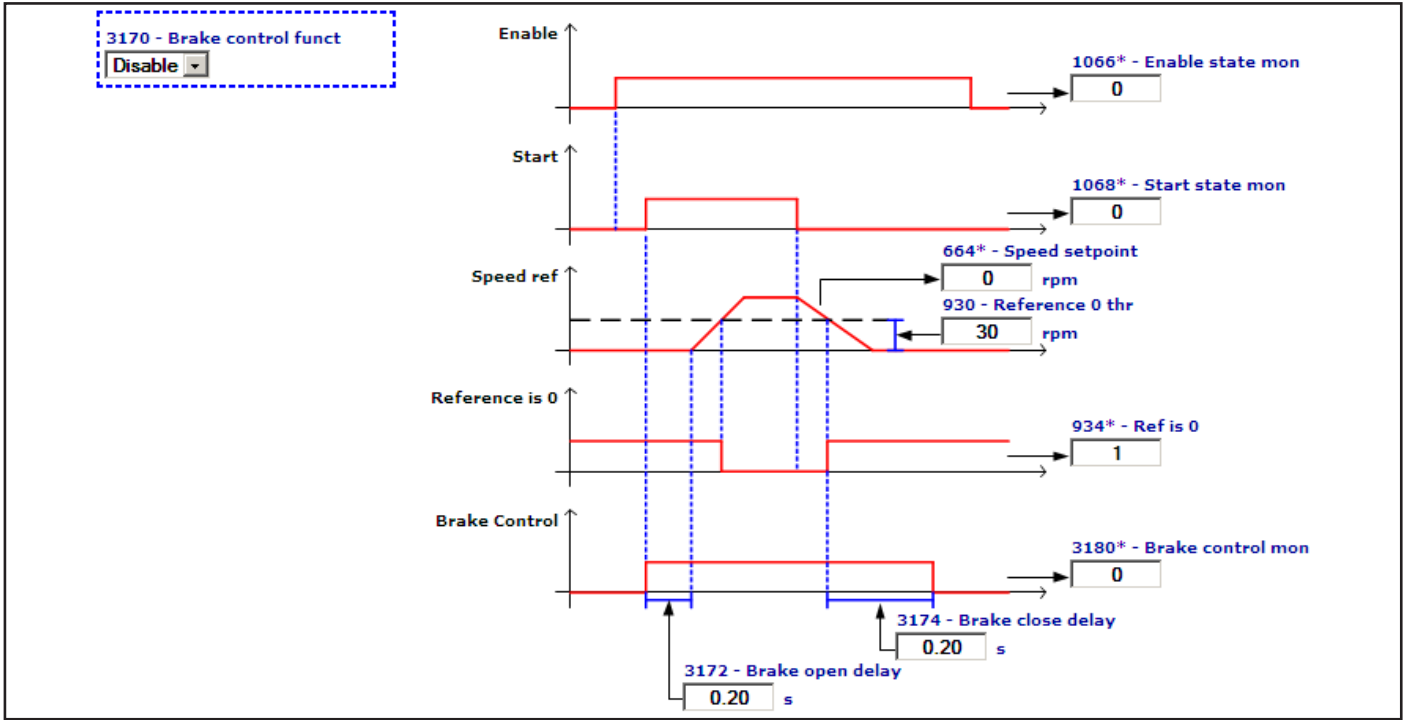 3170 - Brake control funct
Disable
Enable
1066* - Enable state mon
0
Start
1068* - Start state mon
0
664* - Speed setpoint
Speed ref
0 rpm
930 - Reference 0 thr
30 rpm
Reference is 0
934* - Ref is 0
1
Brake Control
3180* - Brake control mon
0
3174 - Brake close delay
0.20 s
3172 - Brake open delay
0.20 s